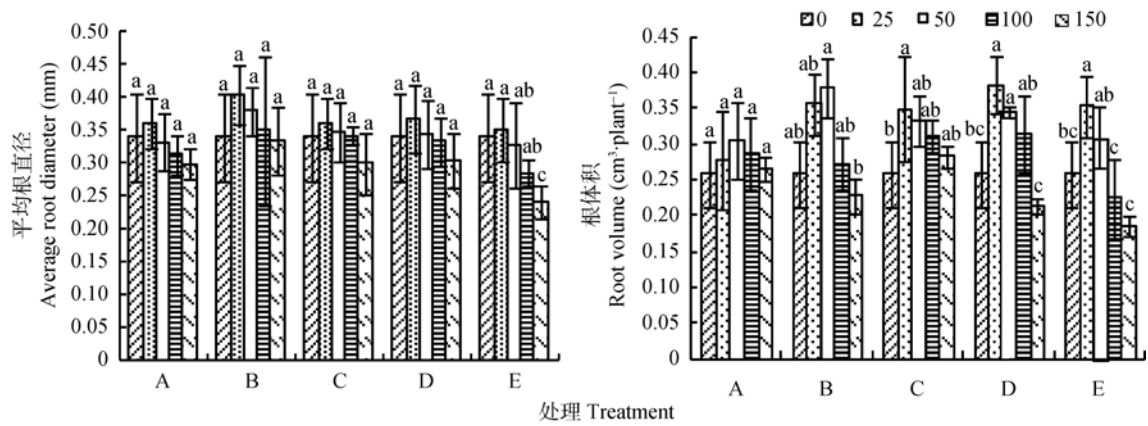 平均根直径
Average root diameter (mm)
0.50
0.45
0.40
0.35
0.30
0.25
0.20
0.15
0.10
0.05
0
a a a a a
a a a a a
a a a a a
a a a a a
a a ab ab c
A B C D E
0 25 50 100 150
根体积
Root volume (cm³·plant⁻¹)
0.45
0.40
0.35
0.30
0.25
0.20
0.15
0.10
0.05
0
a a a a a
ab ab a ab b
b a ab ab ab
bc a a ab c
bc a ab c c
A B C D E
处理 Treatment